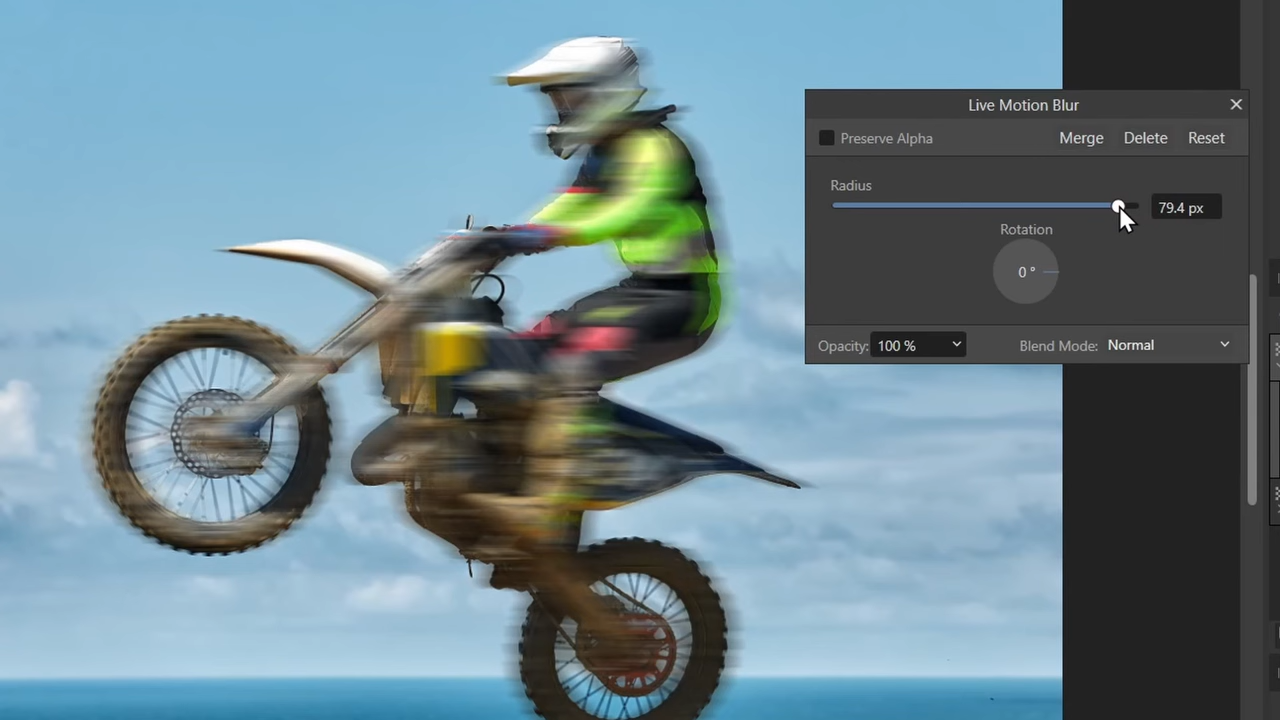 Live Motion Blur
Preserve Alpha
Merge
Delete
Reset
Radius
79.4 px
Rotation
0 °
Opacity: 100 %
Blend Mode: Normal